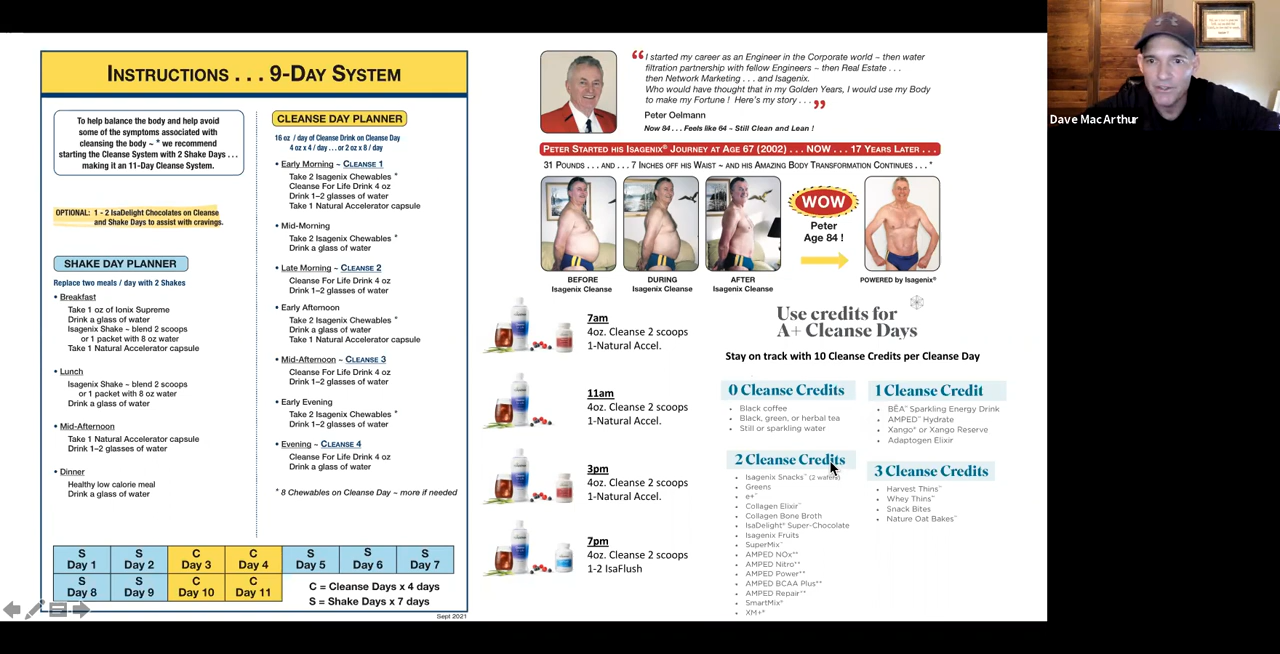 INSTRUCTIONS . . . 9-DAY SYSTEM
To help balance the body and help avoid
some of the symptoms associated with
cleansing the body ~ * we recommend
starting the Cleanse System with 2 Shake Days . . .
making it an 11-Day Cleanse System.
OPTIONAL: 1 - 2 IsaDelight Chocolates on Cleanse
and Shake Days to assist with cravings.
SHAKE DAY PLANNER
Replace two meals / day with 2 Shakes
• Breakfast
Take 1 oz of Ionix Supreme
Drink a glass of water
Isagenix Shake ~ blend 2 scoops
or 1 packet with 8 oz water
Take 1 Natural Accelerator capsule
• Lunch
Isagenix Shake ~ blend 2 scoops
or 1 packet with 8 oz water
Drink a glass of water
• Mid-Afternoon
Take 1 Natural Accelerator capsule
Drink 1–2 glasses of water
• Dinner
Healthy low calorie meal
Drink a glass of water
CLEANSE DAY PLANNER
16 oz / day of Cleanse Drink on Cleanse Day
4 oz x 4 / day . . . or 2 oz x 8 / day
• Early Morning ~ CLEANSE 1
Take 2 Isagenix Chewables *
Cleanse For Life Drink 4 oz
Drink 1–2 glasses of water
Take 1 Natural Accelerator capsule
• Mid-Morning
Take 2 Isagenix Chewables *
Drink a glass of water
• Late Morning ~ CLEANSE 2
Cleanse For Life Drink 4 oz
Drink 1–2 glasses of water
• Early Afternoon
Take 2 Isagenix Chewables *
Drink a glass of water
Take 1 Natural Accelerator capsule
• Mid-Afternoon ~ CLEANSE 3
Cleanse For Life Drink 4 oz
Drink 1–2 glasses of water
• Early Evening
Take 2 Isagenix Chewables *
Drink 1–2 glasses of water
• Evening ~ CLEANSE 4
Cleanse For Life Drink 4 oz
Drink a glass of water
* 8 Chewables on Cleanse Day ~ more if needed
S S C C S S S
Day 1 Day 2 Day 3 Day 4 Day 5 Day 6 Day 7
S S C C
Day 8 Day 9 Day 10 Day 11
C = Cleanse Days x 4 days
S = Shake Days x 7 days
Sept 2021
“ I started my career as an Engineer in the Corporate world ~ then water
filtration partnership with fellow Engineers ~ then Real Estate . . .
then Network Marketing . . . and Isagenix.
Who would have thought that in my Golden Years, I would use my Body
to make my Fortune ! Here's my story . . . ”
Peter Oelmann
Now 84 . . . Feels like 64 ~ Still Clean and Lean !
PETER STARTED HIS ISAGENIX® JOURNEY AT AGE 67 (2002) . . . NOW . . . 17 YEARS LATER . . .
31 POUNDS . . . AND . . . 7 INCHES OFF HIS WAIST ~ AND HIS AMAZING BODY TRANSFORMATION CONTINUES . . . *
WOW
Peter
Age 84 !
BEFORE
Isagenix Cleanse
DURING
Isagenix Cleanse
AFTER
Isagenix Cleanse
POWERED by Isagenix®
7am
4oz. Cleanse 2 scoops
1-Natural Accel.
11am
4oz. Cleanse 2 scoops
1-Natural Accel.
3pm
4oz. Cleanse 2 scoops
1-Natural Accel.
7pm
4oz. Cleanse 2 scoops
1-2 IsaFlush
Use credits for
A+ Cleanse Days
Stay on track with 10 Cleanse Credits per Cleanse Day
0 Cleanse Credits
• Black coffee
• Black, green, or herbal tea
• Still or sparkling water
1 Cleanse Credit
• BĒA™ Sparkling Energy Drink
• AMPED™ Hydrate
• Xango® or Xango Reserve
• Adaptogen Elixir
2 Cleanse Credits
• Isagenix Snacks™ (2 wafers)
• Greens
• e+™
• Collagen Elixir™
• Collagen Bone Broth
• IsaDelight® Super-Chocolate
• Isagenix Fruits
• SuperMix™
• AMPED NOx**
• AMPED Nitro**
• AMPED Power**
• AMPED BCAA Plus**
• AMPED Repair**
• SmartMix*
• XM+*
3 Cleanse Credits
• Harvest Thins™
• Whey Thins™
• Snack Bites
• Nature Oat Bakes™
Dave MacArthur